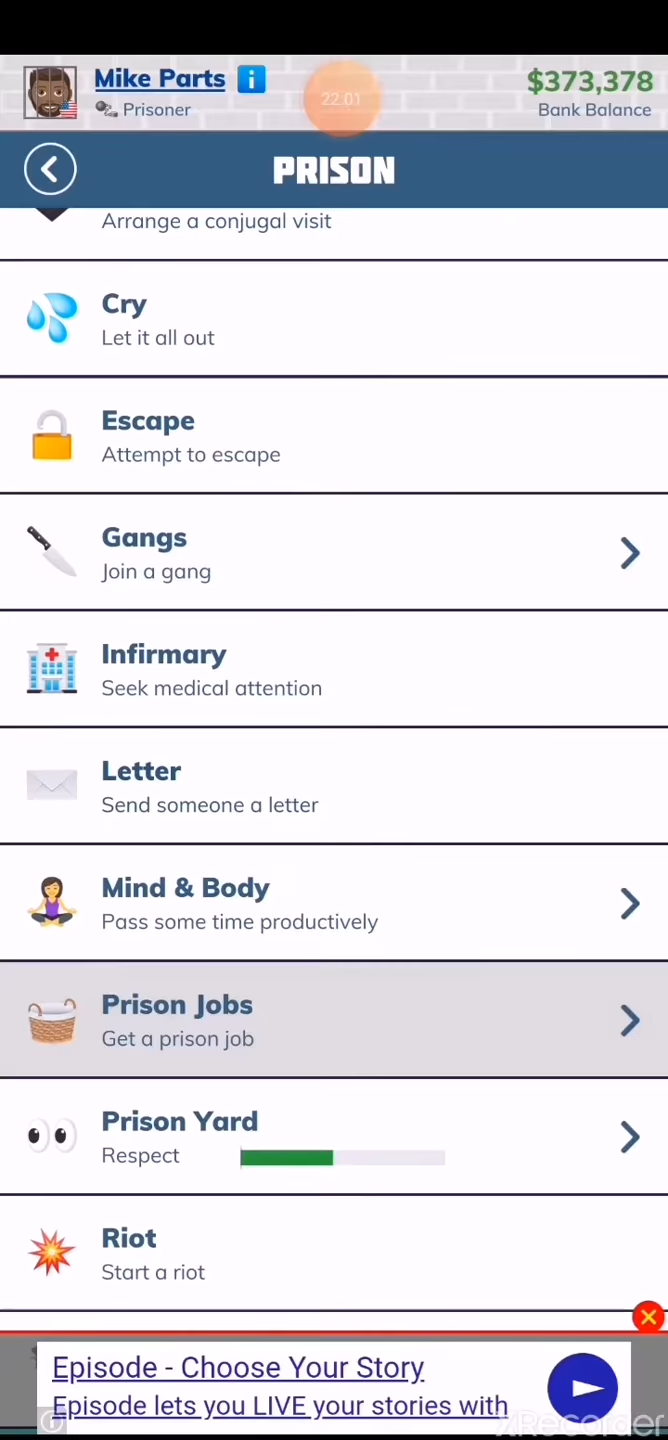 Mike Parts
$373,378
Prisoner
Bank Balance
22:01
PRISON
Arrange a conjugal visit
Cry
Let it all out
Escape
Attempt to escape
Gangs
Join a gang
Infirmary
Seek medical attention
Letter
Send someone a letter
Mind & Body
Pass some time productively
Prison Jobs
Get a prison job
Prison Yard
Respect
Riot
Start a riot
Episode - Choose Your Story
Episode lets you LIVE your stories with
XRecorder